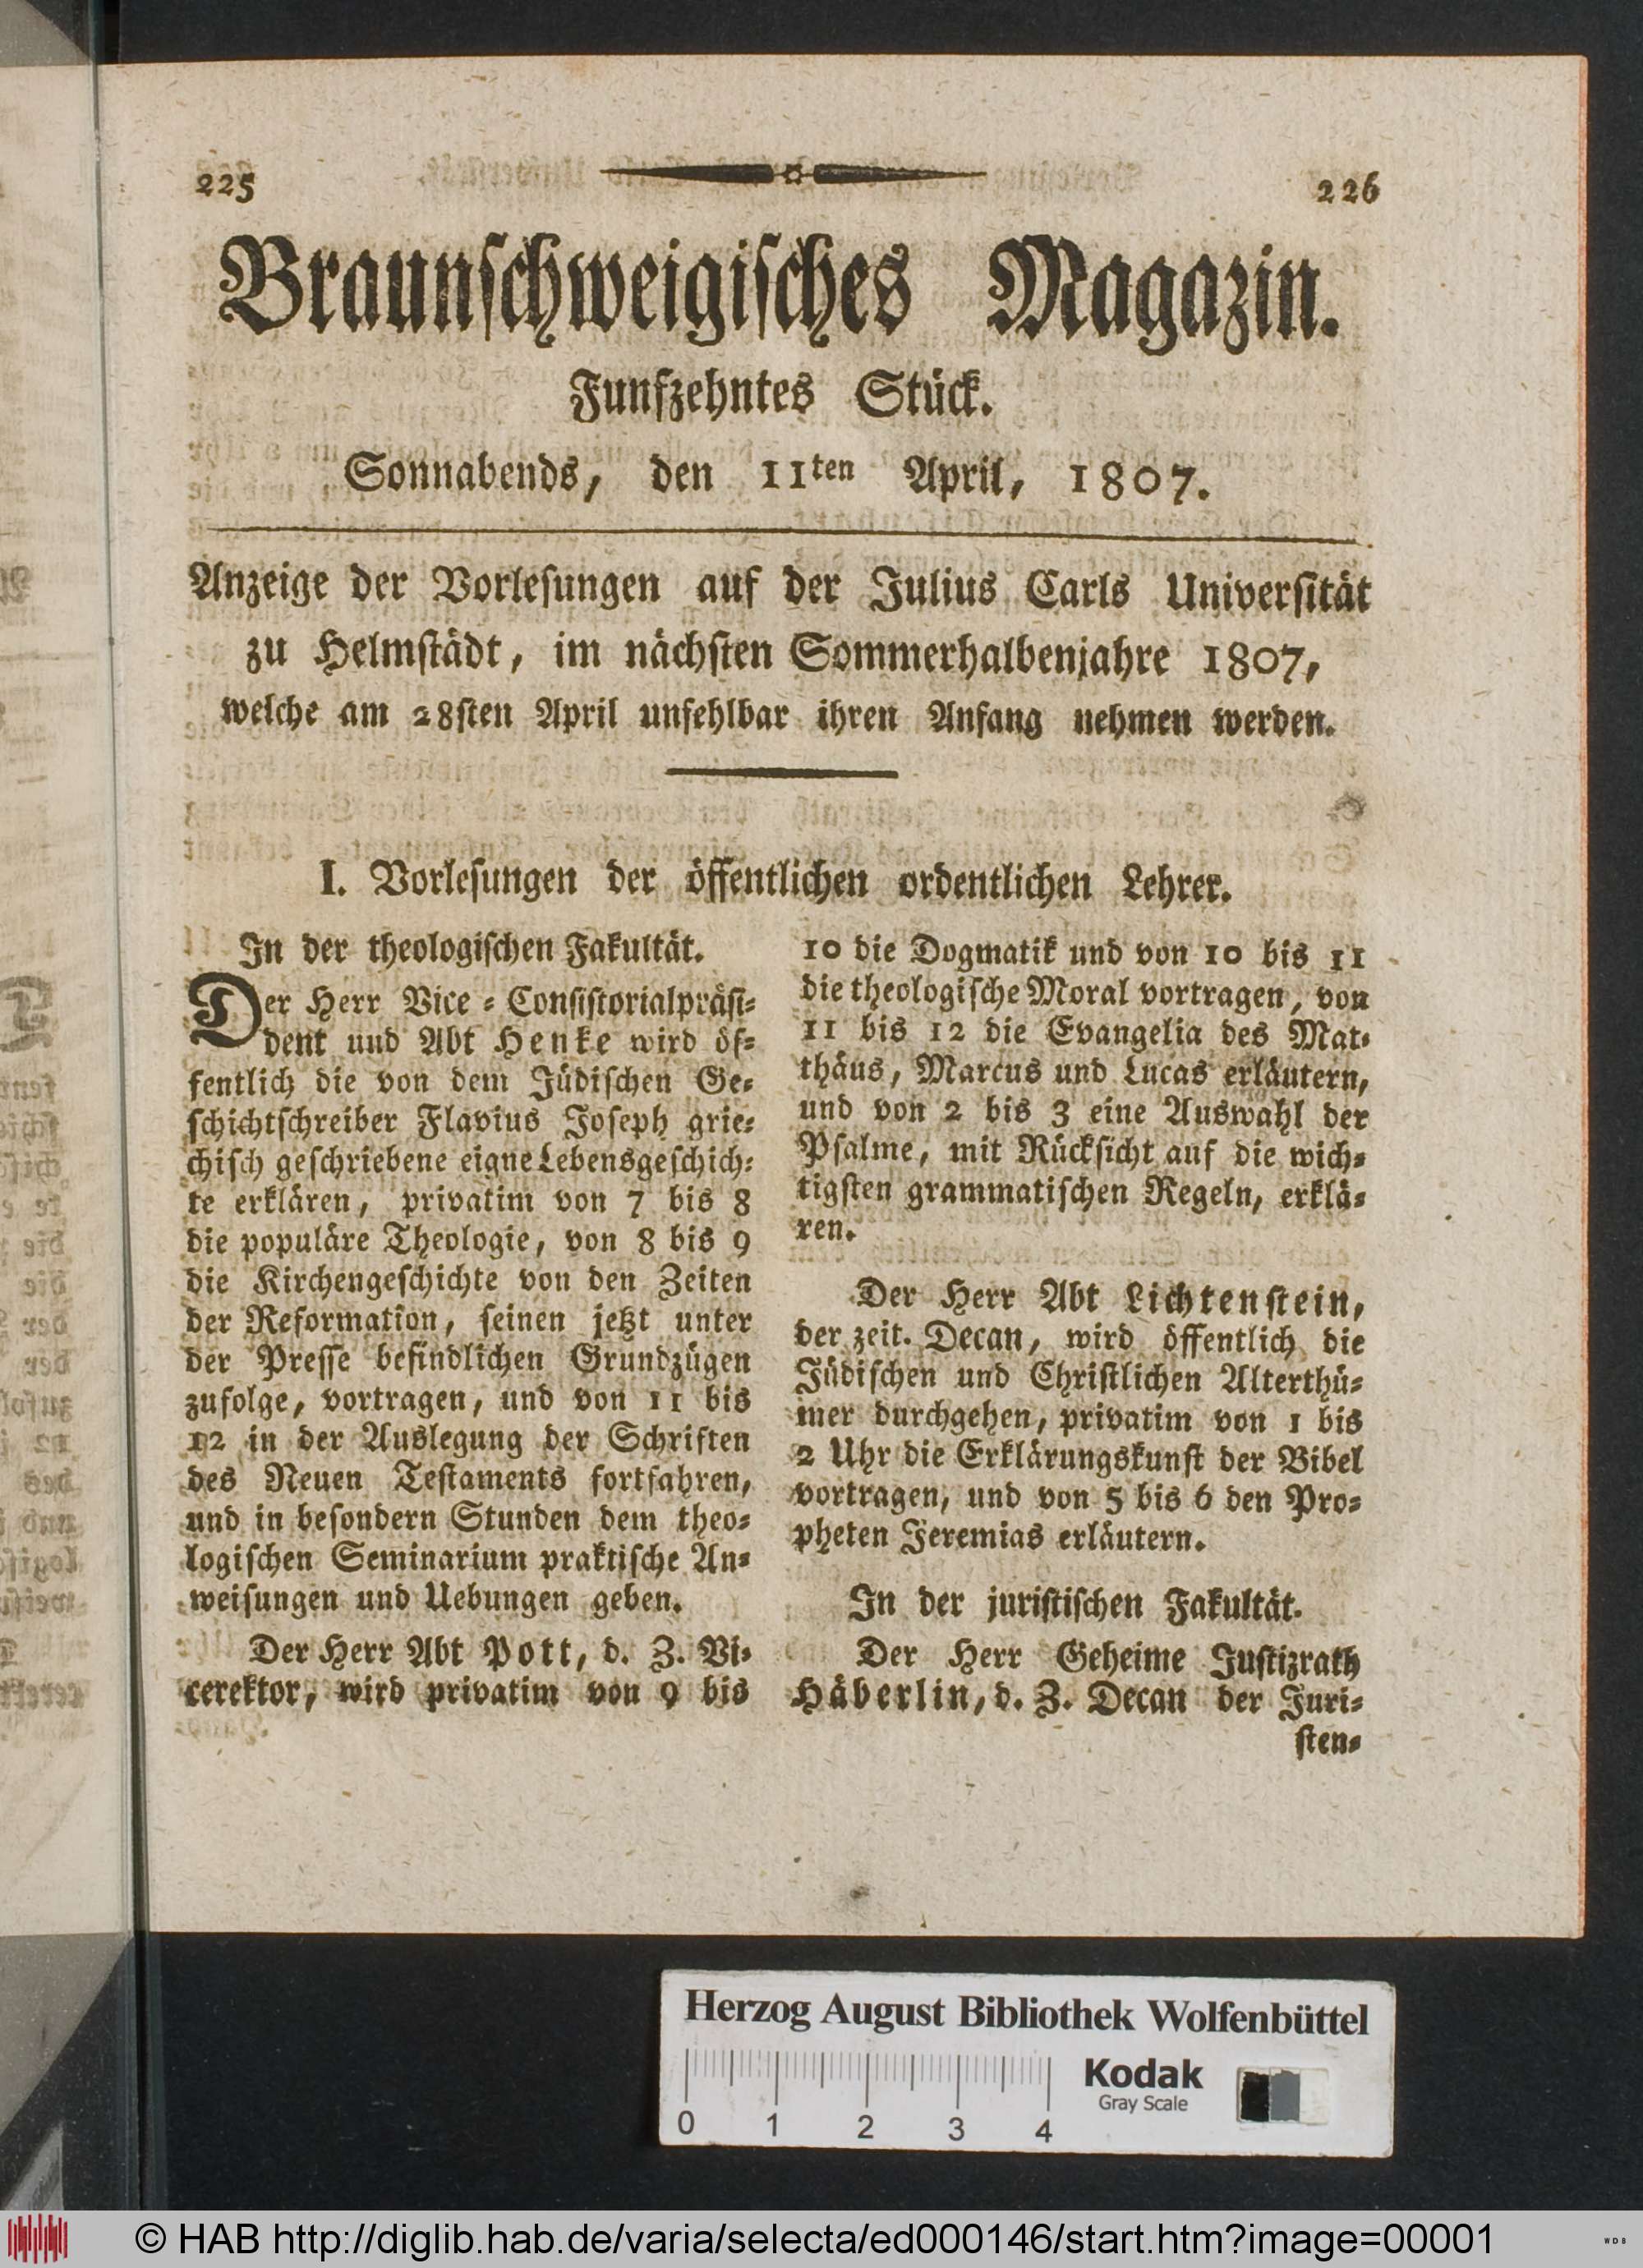 225
226
Braunschweigisches Magazin.
Funfzehntes Stück.
Sonnabends, den 11ten April, 1807.
Anzeige der Vorlesungen auf der Julius Carls Universität
zu Helmstädt, im nächsten Sommerhalbenjahre 1807,
welche am 28sten April unfehlbar ihren Anfang nehmen werden.
I. Vorlesungen der öffentlichen ordentlichen Lehrer.
In der theologischen Fakultät.
Der Herr Vice-Consistorialpräsi-
dent und Abt Henke wird öf-
fentlich die von dem Jüdischen Ge-
schichtschreiber Flavius Joseph grie-
chisch geschriebene eigne Lebensgeschich-
te erklären, privatim von 7 bis 8
die populäre Theologie, von 8 bis 9
die Kirchengeschichte von den Zeiten
der Reformation, seinen jetzt unter
der Presse befindlichen Grundzügen
zufolge, vortragen, und von 11 bis
12 in der Auslegung der Schriften
des Neuen Testaments fortfahren,
und in besondern Stunden dem theo-
logischen Seminarium praktische An-
weisungen und Uebungen geben.
Der Herr Abt Pott, d. Z. Vi-
cerektor, wird privatim von 9 bis
10 die Dogmatik und von 10 bis 11
die theologische Moral vortragen, von
11 bis 12 die Evangelia des Mat-
thäus, Marcus und Lucas erläutern,
und von 2 bis 3 eine Auswahl der
Psalme, mit Rücksicht auf die wich-
tigsten grammatischen Regeln, erklä-
ren.
Der Herr Abt Lichtenstein,
der zeit. Decan, wird öffentlich die
Jüdischen und Christlichen Alterthü-
mer durchgehen, privatim von 1 bis
2 Uhr die Erklärungskunst der Bibel
vortragen, und von 5 bis 6 den Pro-
pheten Jeremias erläutern.
In der juristischen Fakultät.
Der Herr Geheime Justizrath
Häberlin, d. Z. Decan der Juri-
sten-
Herzog August Bibliothek Wolfenbüttel
Kodak
Gray Scale
0 1 2 3 4
© HAB http://diglib.hab.de/varia/selecta/ed000146/start.htm?image=00001